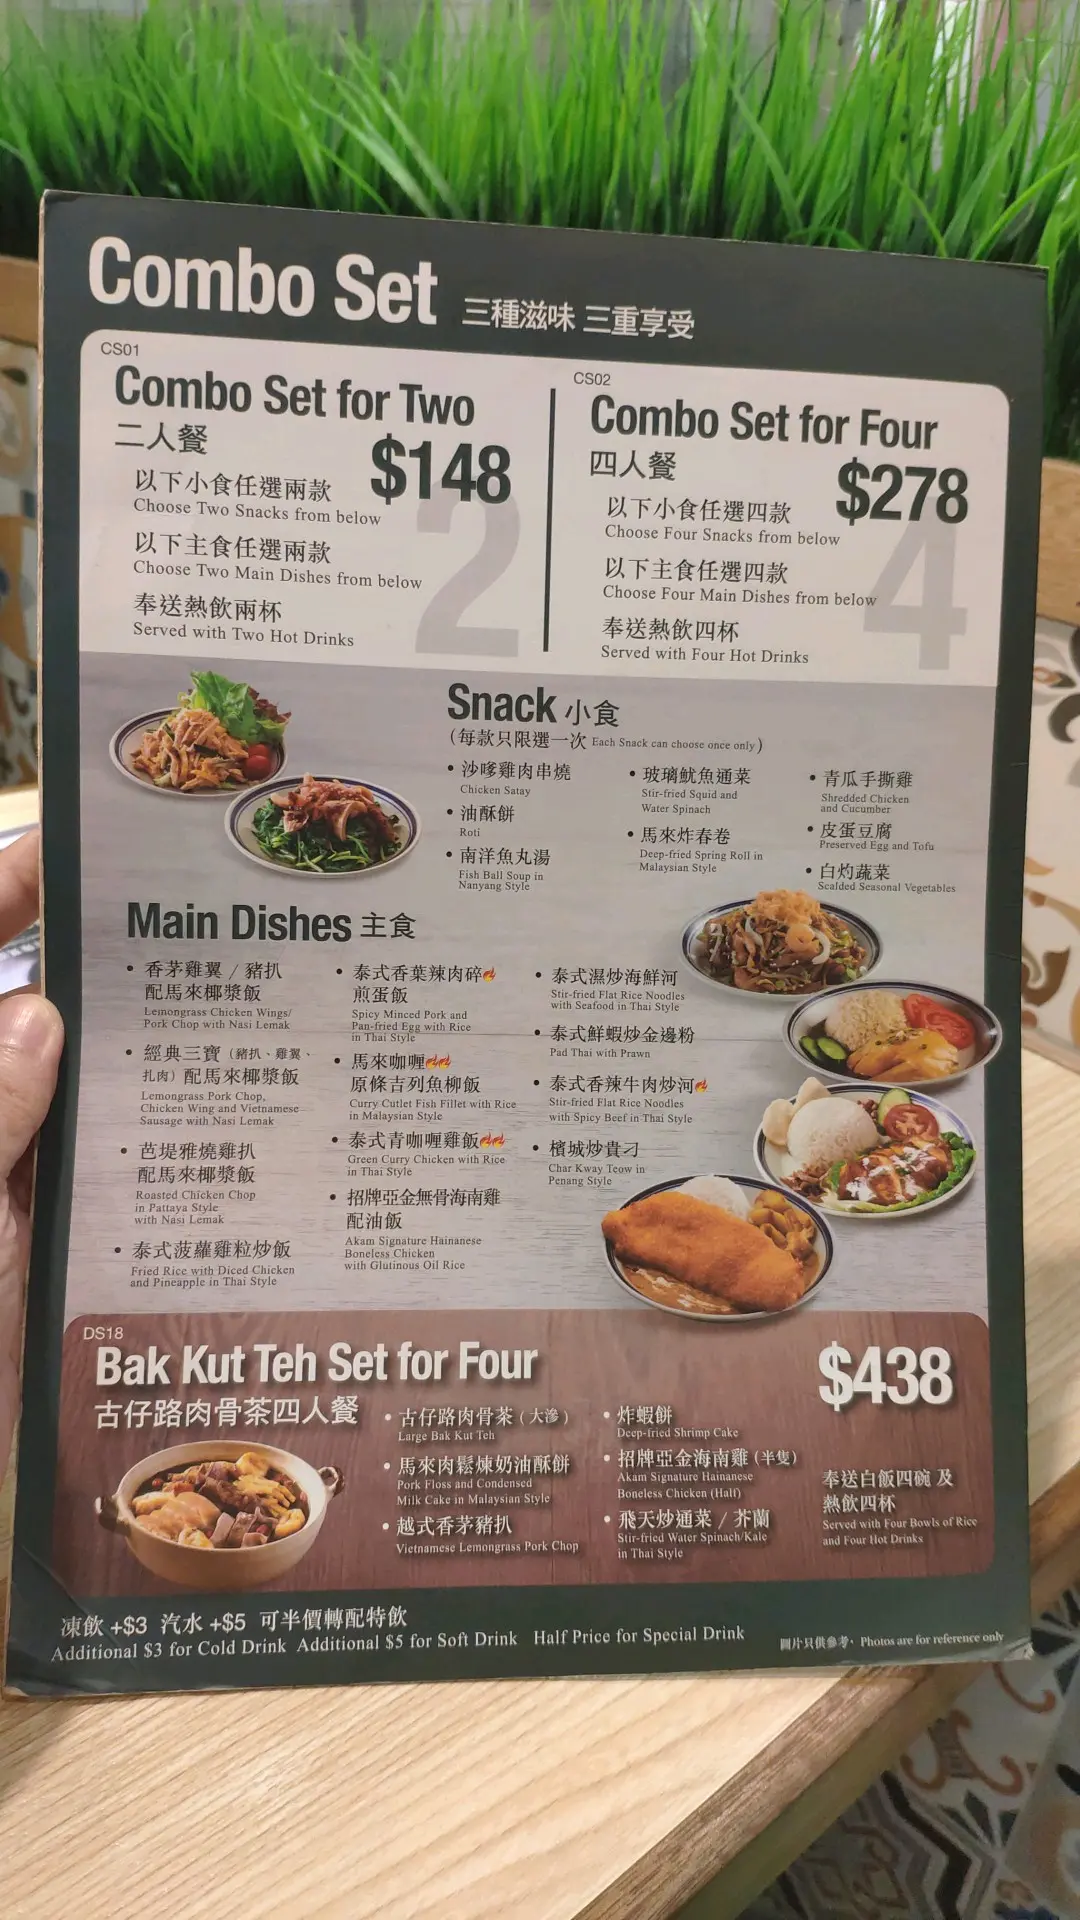 Combo Set 三種滋味 三重享受
CS01
Combo Set for Two
二人餐
$148
2
以下小食任選兩款
Choose Two Snacks from below
以下主食任選兩款
Choose Two Main Dishes from below
奉送熱飲兩杯
Served with Two Hot Drinks
CS02
Combo Set for Four
四人餐
$278
4
以下小食任選四款
Choose Four Snacks from below
以下主食任選四款
Choose Four Main Dishes from below
奉送熱飲四杯
Served with Four Hot Drinks
Snack 小食
(每款只限選一次 Each Snack can choose once only)
• 沙嗲雞肉串燒
Chicken Satay
• 油酥餅
Roti
• 南洋魚丸湯
Fish Ball Soup in
Nanyang Style
• 玻璃魷魚通菜
Stir-fried Squid and
Water Spinach
• 馬來炸春卷
Deep-fried Spring Roll in
Malaysian Style
• 青瓜手撕雞
Shredded Chicken
and Cucumber
• 皮蛋豆腐
Preserved Egg and Tofu
• 白灼蔬菜
Scalded Seasonal Vegetables
Main Dishes 主食
• 香茅雞翼 / 豬扒
配馬來椰漿飯
Lemongrass Chicken Wings/
Pork Chop with Nasi Lemak
• 經典三寶 (豬扒、雞翼、
扎肉) 配馬來椰漿飯
Lemongrass Pork Chop,
Chicken Wing and Vietnamese
Sausage with Nasi Lemak
• 芭堤雅燒雞扒
配馬來椰漿飯
Roasted Chicken Chop
in Pattaya Style
with Nasi Lemak
• 泰式菠蘿雞粒炒飯
Fried Rice with Diced Chicken
and Pineapple in Thai Style
• 泰式香葉辣肉碎
煎蛋飯
Spicy Minced Pork and
Pan-fried Egg with Rice
in Thai Style
• 馬來咖喱
原條吉列魚柳飯
Curry Cutlet Fish Fillet with Rice
in Malaysian Style
• 泰式青咖喱雞飯
Green Curry Chicken with Rice
in Thai Style
• 招牌亞金無骨海南雞
配油飯
Akam Signature Hainanese
Boneless Chicken
with Glutinous Oil Rice
• 泰式濕炒海鮮河
Stir-fried Flat Rice Noodles
with Seafood in Thai Style
• 泰式鮮蝦炒金邊粉
Pad Thai with Prawn
• 泰式香辣牛肉炒河
Stir-fried Flat Rice Noodles
with Spicy Beef in Thai Style
• 檳城炒貴刁
Char Kway Teow in
Penang Style
DS18
Bak Kut Teh Set for Four
古仔路肉骨茶四人餐
$438
• 古仔路肉骨茶 (大滲)
Large Bak Kut Teh
• 馬來肉鬆煉奶油酥餅
Pork Floss and Condensed
Milk Cake in Malaysian Style
• 越式香茅豬扒
Vietnamese Lemongrass Pork Chop
• 炸蝦餅
Deep-fried Shrimp Cake
• 招牌亞金海南雞 (半隻)
Akam Signature Hainanese
Boneless Chicken (Half)
• 飛天炒通菜 / 芥蘭
Stir-fried Water Spinach/Kale
in Thai Style
奉送白飯四碗 及
熱飲四杯
Served with Four Bowls of Rice
and Four Hot Drinks
凍飲 +$3 汽水 +$5 可半價轉配特飲
Additional $3 for Cold Drink Additional $5 for Soft Drink Half Price for Special Drink
圖片只供參考。Photos are for reference only